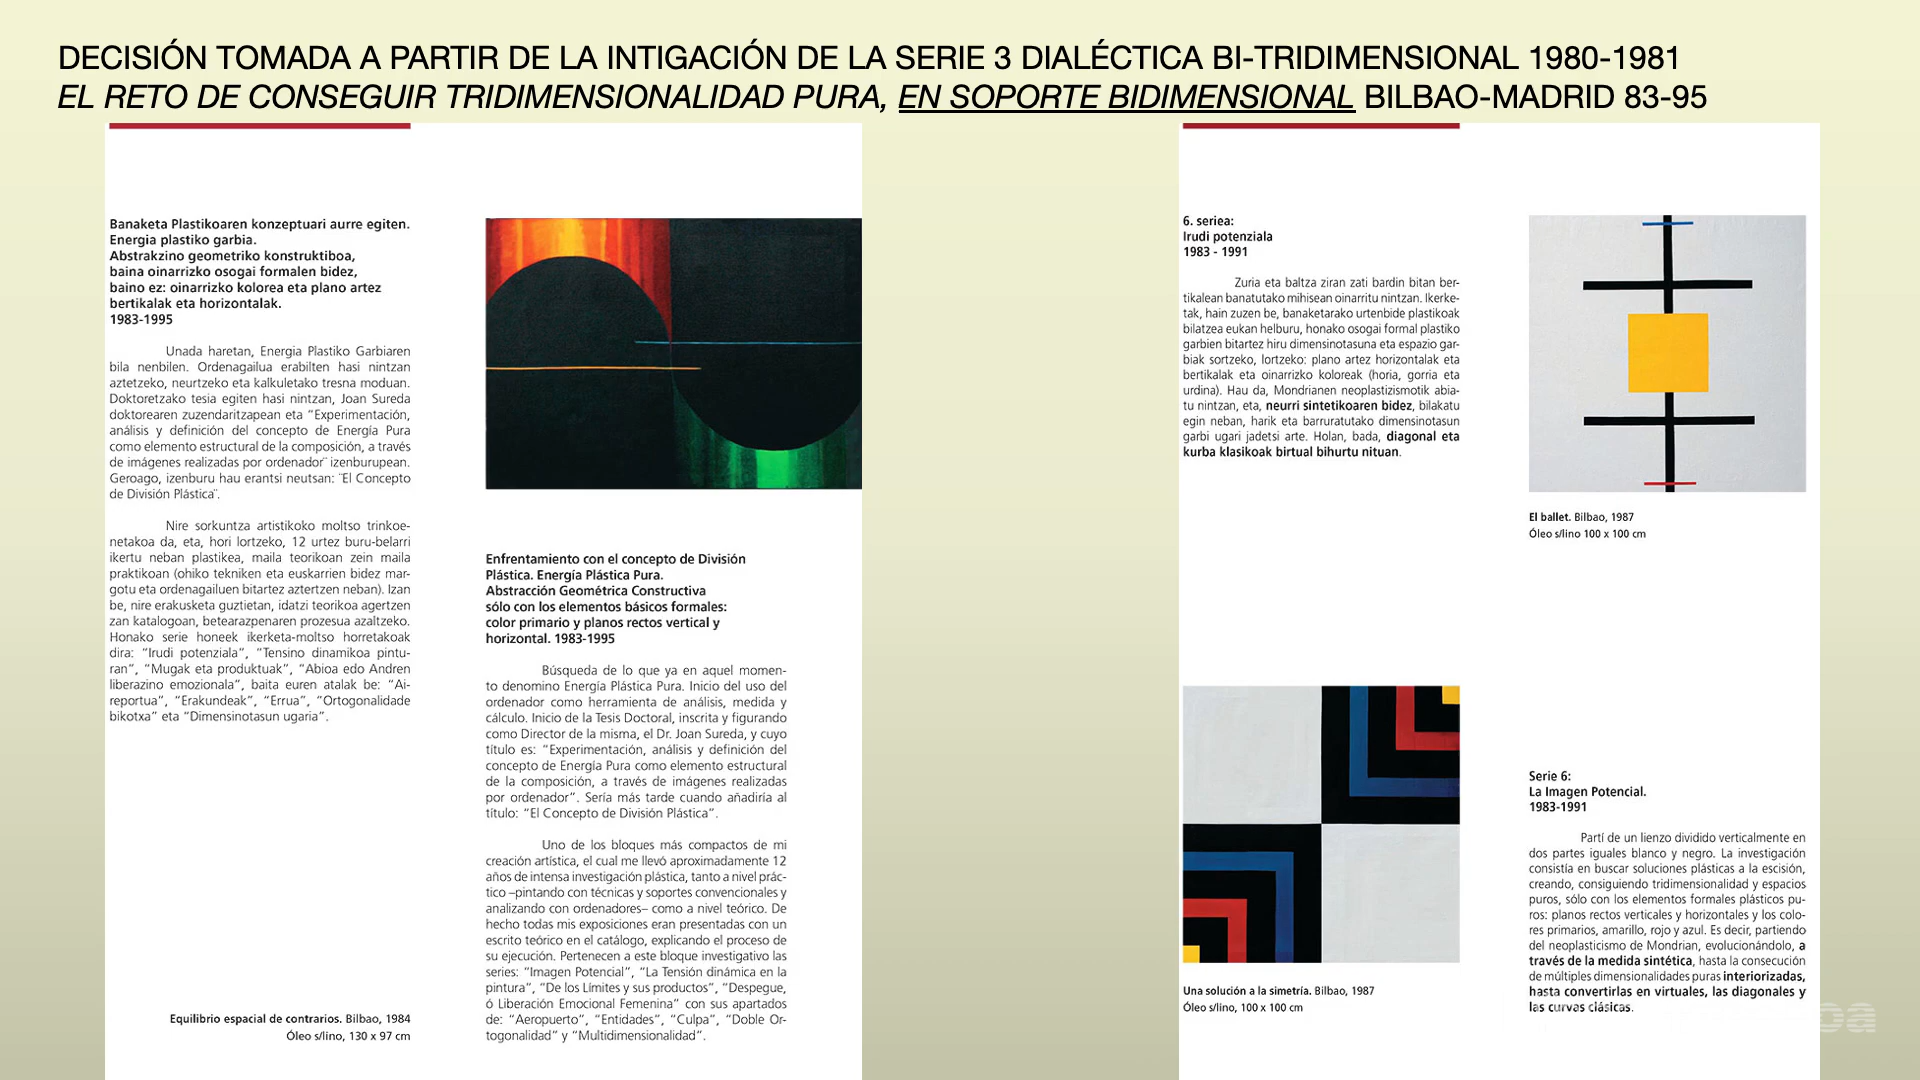 DECISIÓN TOMADA A PARTIR DE LA INTIGACIÓN DE LA SERIE 3 DIALÉCTICA BI-TRIDIMENSIONAL 1980-1981
EL RETO DE CONSEGUIR TRIDIMENSIONALIDAD PURA, EN SOPORTE BIDIMENSIONAL BILBAO-MADRID 83-95
Banaketa Plastikoaren konzeptuari aurre egiten.
Energia plastiko garbia.
Abstrakzino geometriko konstruktiboa,
baina oinarrizko osogai formalen bidez,
baino ez: oinarrizko kolorea eta plano artez
bertikalak eta horizontalak.
1983-1995
Unada haretan, Energia Plastiko Garbiaren
bila nenbilen. Ordenagailua erabilten hasi nintzan
aztetzeko, neurtzeko eta kalkuletako tresna moduan.
Doktoretzako tesia egiten hasi nintzan, Joan Sureda
doktorearen zuzendaritzapean eta “Experimentación,
análisis y definición del concepto de Energía Pura
como elemento estructural de la composición, a través
de imágenes realizadas por ordenador¨ izenburupean.
Geroago, izenburu hau erantsi neutsan: ¨El Concepto
de División Plástica¨.
Nire sorkuntza artistikoko moltso trinkoe-
netakoa da, eta, hori lortzeko, 12 urtez buru-belarri
ikertu neban plastikea, maila teorikoan zein maila
praktikoan (ohiko tekniken eta euskarrien bidez mar-
gotu eta ordenagailuen bitartez aztertzen neban). Izan
be, nire erakusketa guztietan, idatzi teorikoa agertzen
zan katalogoan, betearazpenaren prozesua azaltzeko.
Honako serie honeek ikerketa-moltso horretakoak
dira: “Irudi potenziala”, “Tensino dinamikoa pintu-
ran”, “Mugak eta produktuak”, “Abioa edo Andren
liberazino emozionala”, baita euren atalak be: “Ai-
reportua”, “Erakundeak”, “Errua”, “Ortogonalidade
bikotxa” eta “Dimensinotasun ugaria”.
Equilibrio espacial de contrarios. Bilbao, 1984
Óleo s/lino, 130 x 97 cm
Enfrentamiento con el concepto de División
Plástica. Energía Plástica Pura.
Abstracción Geométrica Constructiva
sólo con los elementos básicos formales:
color primario y planos rectos vertical y
horizontal. 1983-1995
Búsqueda de lo que ya en aquel momen-
to denomino Energía Plástica Pura. Inicio del uso del
ordenador como herramienta de análisis, medida y
cálculo. Inicio de la Tesis Doctoral, inscrita y figurando
como Director de la misma, el Dr. Joan Sureda, y cuyo
título es: “Experimentación, análisis y definición del
concepto de Energía Pura como elemento estructural
de la composición, a través de imágenes realizadas
por ordenador”. Sería más tarde cuando añadiría al
título: “El Concepto de División Plástica”.
Uno de los bloques más compactos de mi
creación artística, el cual me llevó aproximadamente 12
años de intensa investigación plástica, tanto a nivel prác-
tico –pintando con técnicas y soportes convencionales y
analizando con ordenadores– como a nivel teórico. De
hecho todas mis exposiciones eran presentadas con un
escrito teórico en el catálogo, explicando el proceso de
su ejecución. Pertenecen a este bloque investigativo las
series: “Imagen Potencial”, “La Tensión dinámica en la
pintura”, “De los Límites y sus productos”, “Despegue,
ó Liberación Emocional Femenina” con sus apartados
de: “Aeropuerto”, “Entidades”, “Culpa”, “Doble Or-
togonalidad” y “Multidimensionalidad”.
6. seriea:
Irudi potenziala
1983 - 1991
Zuria eta baltza ziran zati bardin bitan ber-
tikalean banatutako mihisean oinarritu nintzan. Ikerke-
tak, hain zuzen be, banaketarako urtenbide plastikoak
bilatzea eukan helburu, honako osogai formal plastiko
garbien bitartez hiru dimensinotasuna eta espazio gar-
biak sortzeko, lortzeko: plano artez horizontalak eta
bertikalak eta oinarrizko koloreak (horia, gorria eta
urdina). Hau da, Mondrianen neoplastizismotik abia-
tu nintzan, eta, neurri sintetikoaren bidez, bilakatu
egin neban, harik eta barruratutako dimensinotasun
garbi ugari jadetsi arte. Holan, bada, diagonal eta
kurba klasikoak birtual bihurtu nituan.
El ballet. Bilbao, 1987
Óleo s/lino 100 x 100 cm
Una solución a la simetría. Bilbao, 1987
Óleo s/lino, 100 x 100 cm
Serie 6:
La Imagen Potencial.
1983-1991
Partí de un lienzo dividido verticalmente en
dos partes iguales blanco y negro. La investigación
consistía en buscar soluciones plásticas a la escisión,
creando, consiguiendo tridimensionalidad y espacios
puros, sólo con los elementos formales plásticos pu-
ros: planos rectos verticales y horizontales y los colo-
res primarios, amarillo, rojo y azul. Es decir, partiendo
del neoplasticismo de Mondrian, evolucionándolo, a
través de la medida sintética, hasta la consecución
de múltiples dimensionalidades puras interiorizadas,
hasta convertirlas en virtuales, las diagonales y
las curvas clásicas.